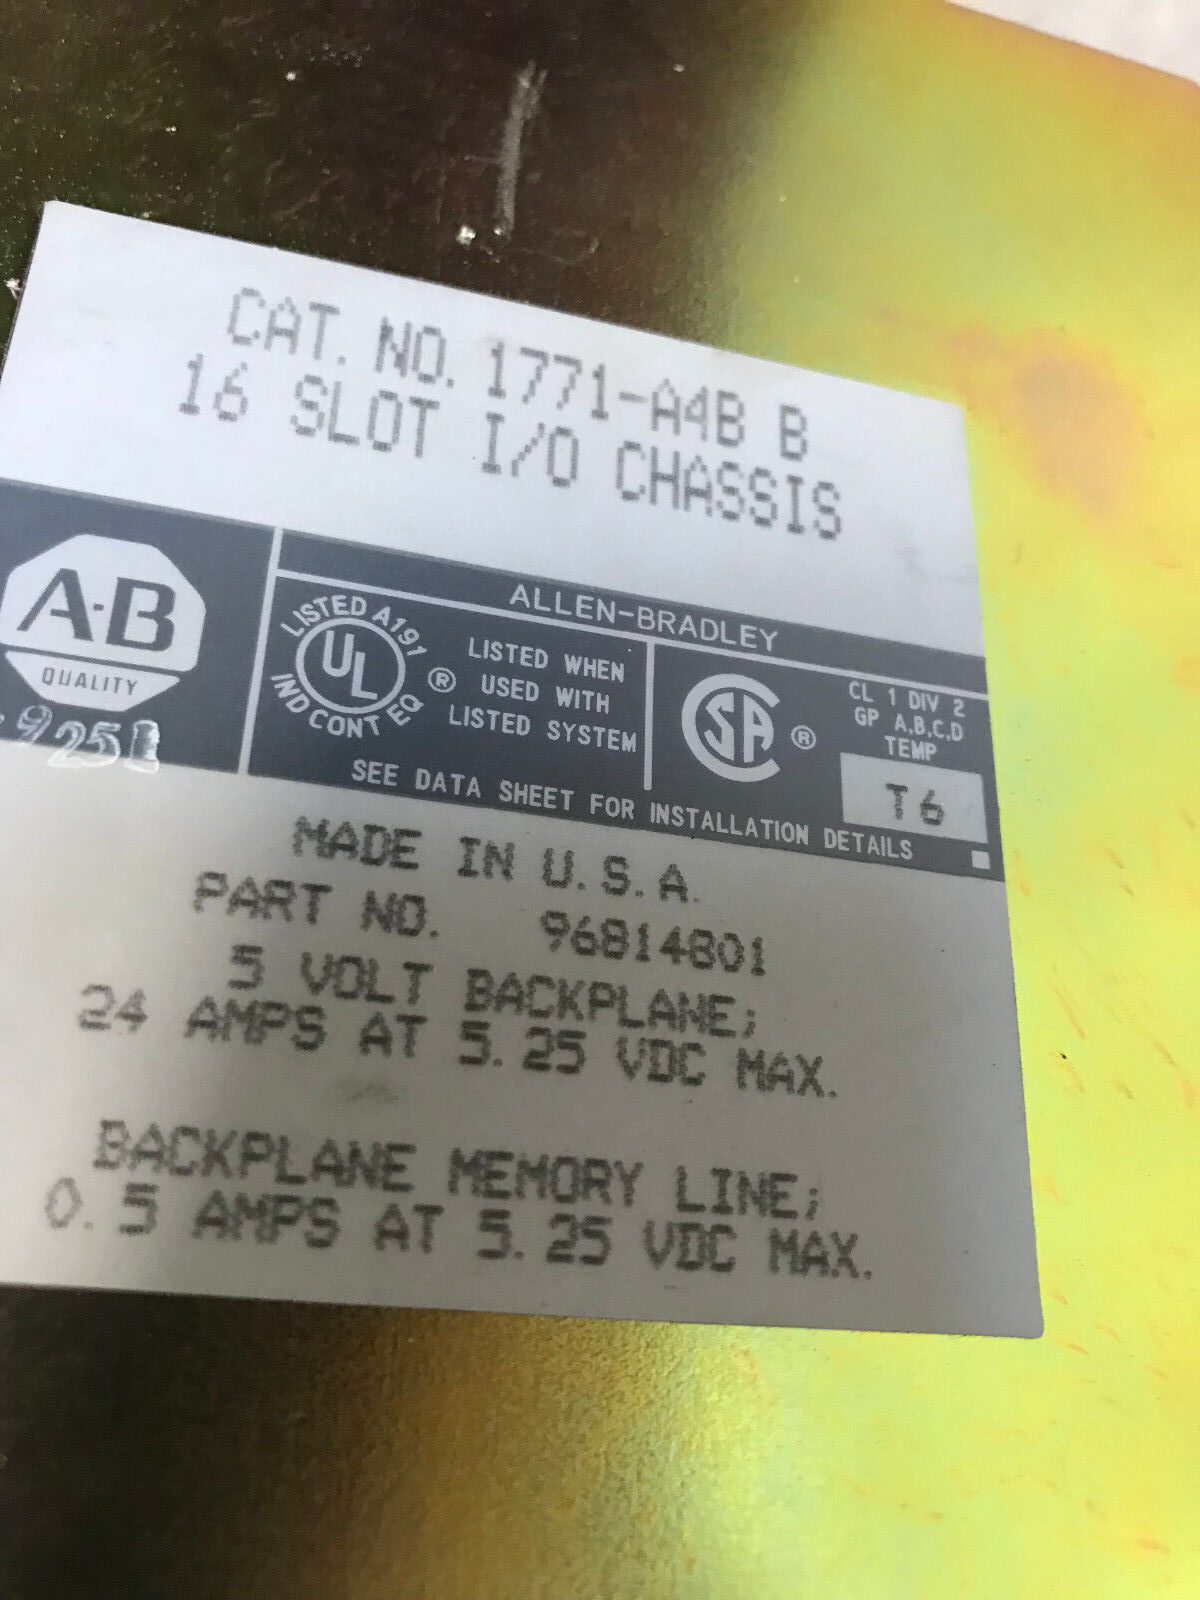 CAT. NO. 1771-A4B B
16 SLOT I/O CHASSIS
A-B
QUALITY
9251
ALLEN-BRADLEY
LISTED A191
UL
®
IND CONT EQ
LISTED WHEN
USED WITH
LISTED SYSTEM
SA
®
CL 1 DIV 2
GP A,B,C,D
TEMP
T6
SEE DATA SHEET FOR INSTALLATION DETAILS
MADE IN U.S.A.
PART NO. 96814801
5 VOLT BACKPLANE;
24 AMPS AT 5.25 VDC MAX.
BACKPLANE MEMORY LINE;
0.5 AMPS AT 5.25 VDC MAX.